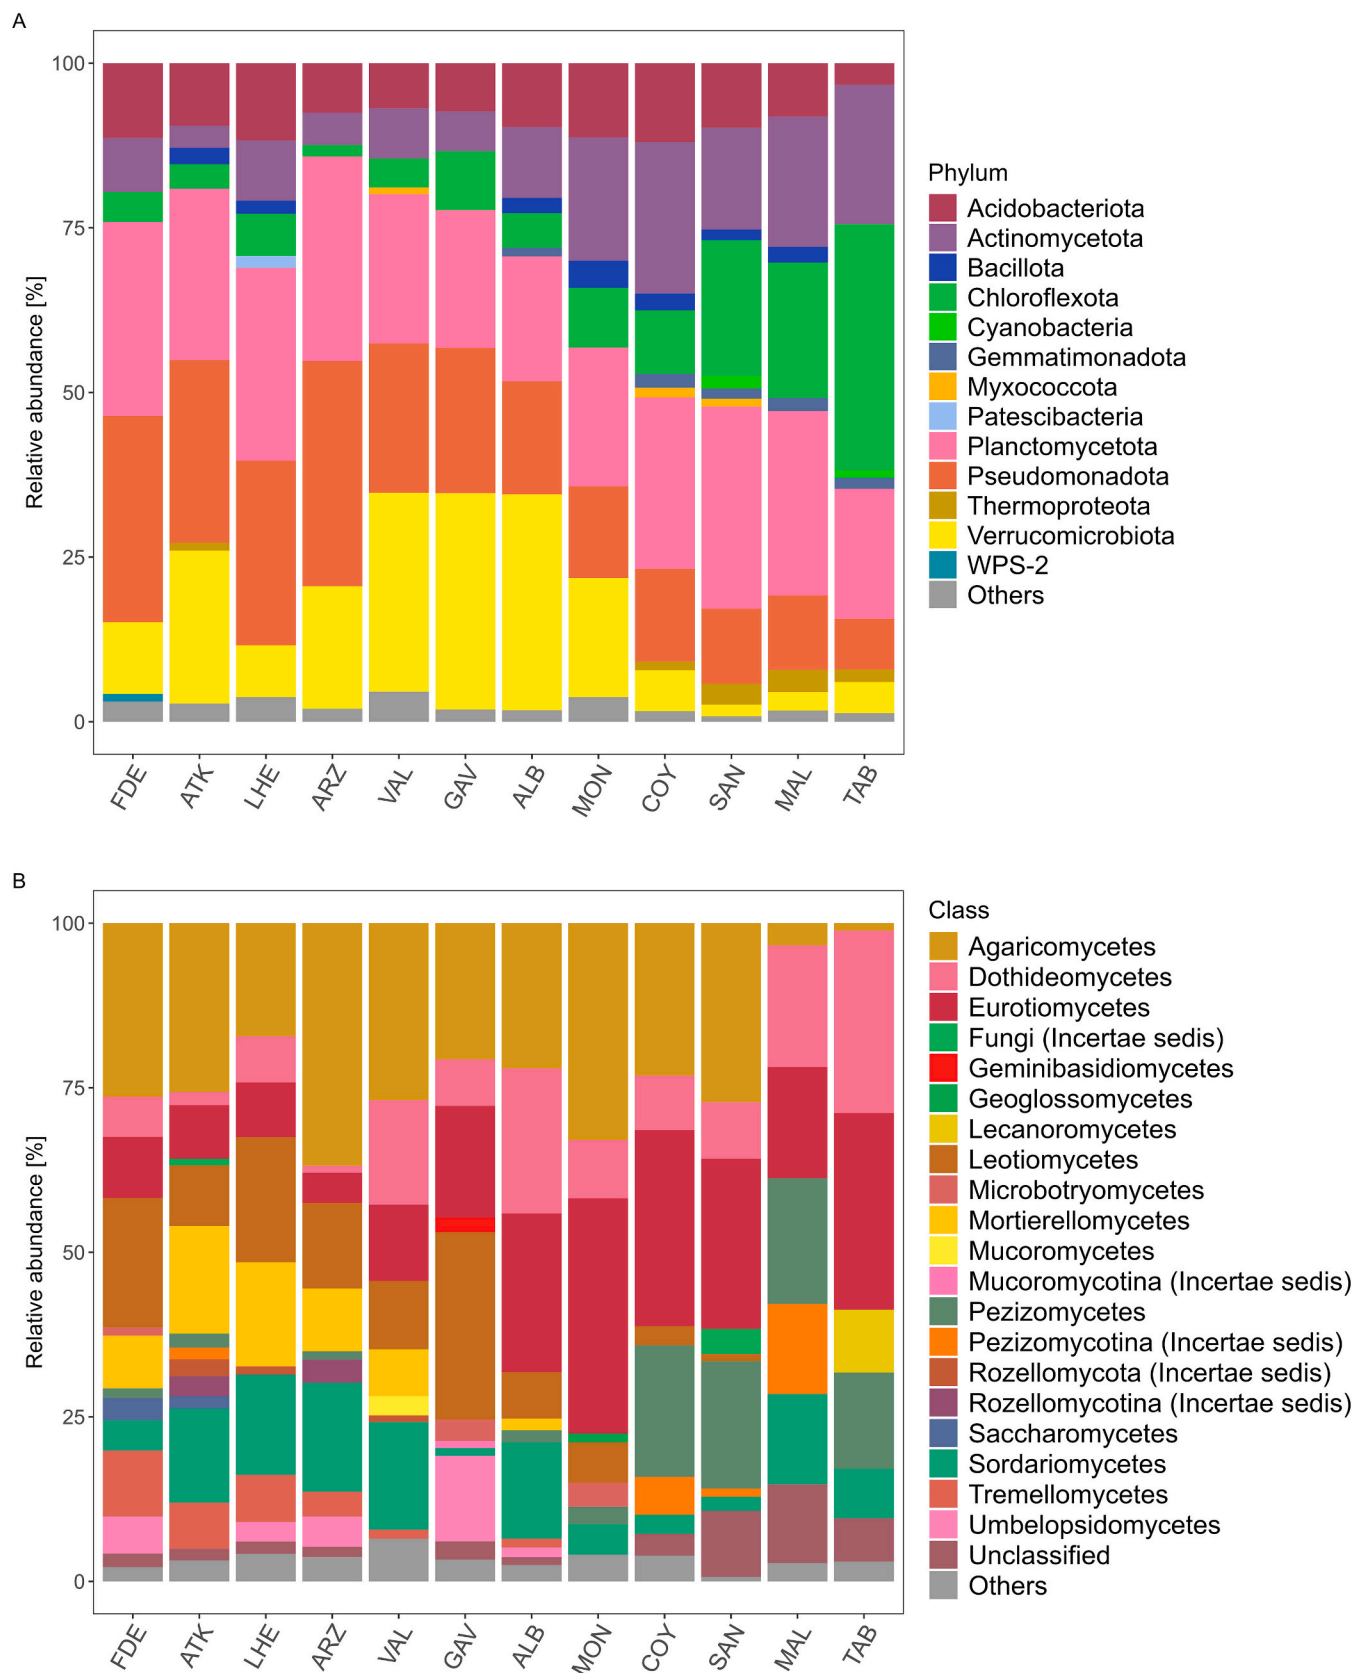 A
Relative abundance [%]
100
75
50
25
0
FDE ATK LHE ARZ VAL GAV ALB MON COY SAN MAL TAB
Phylum
Acidobacteriota
Actinomycetota
Bacillota
Chloroflexota
Cyanobacteria
Gemmatimonadota
Myxococcota
Patescibacteria
Planctomycetota
Pseudomonadota
Thermoproteota
Verrucomicrobiota
WPS-2
Others
B
Relative abundance [%]
100
75
50
25
0
FDE ATK LHE ARZ VAL GAV ALB MON COY SAN MAL TAB
Class
Agaricomycetes
Dothideomycetes
Eurotiomycetes
Fungi (Incertae sedis)
Geminibasidiomycetes
Geoglossomycetes
Lecanoromycetes
Leotiomycetes
Microbotryomycetes
Mortierellomycetes
Mucoromycetes
Mucoromycotina (Incertae sedis)
Pezizomycetes
Pezizomycotina (Incertae sedis)
Rozellomycota (Incertae sedis)
Rozellomycotina (Incertae sedis)
Saccharomycetes
Sordariomycetes
Tremellomycetes
Umbelopsidomycetes
Unclassified
Others